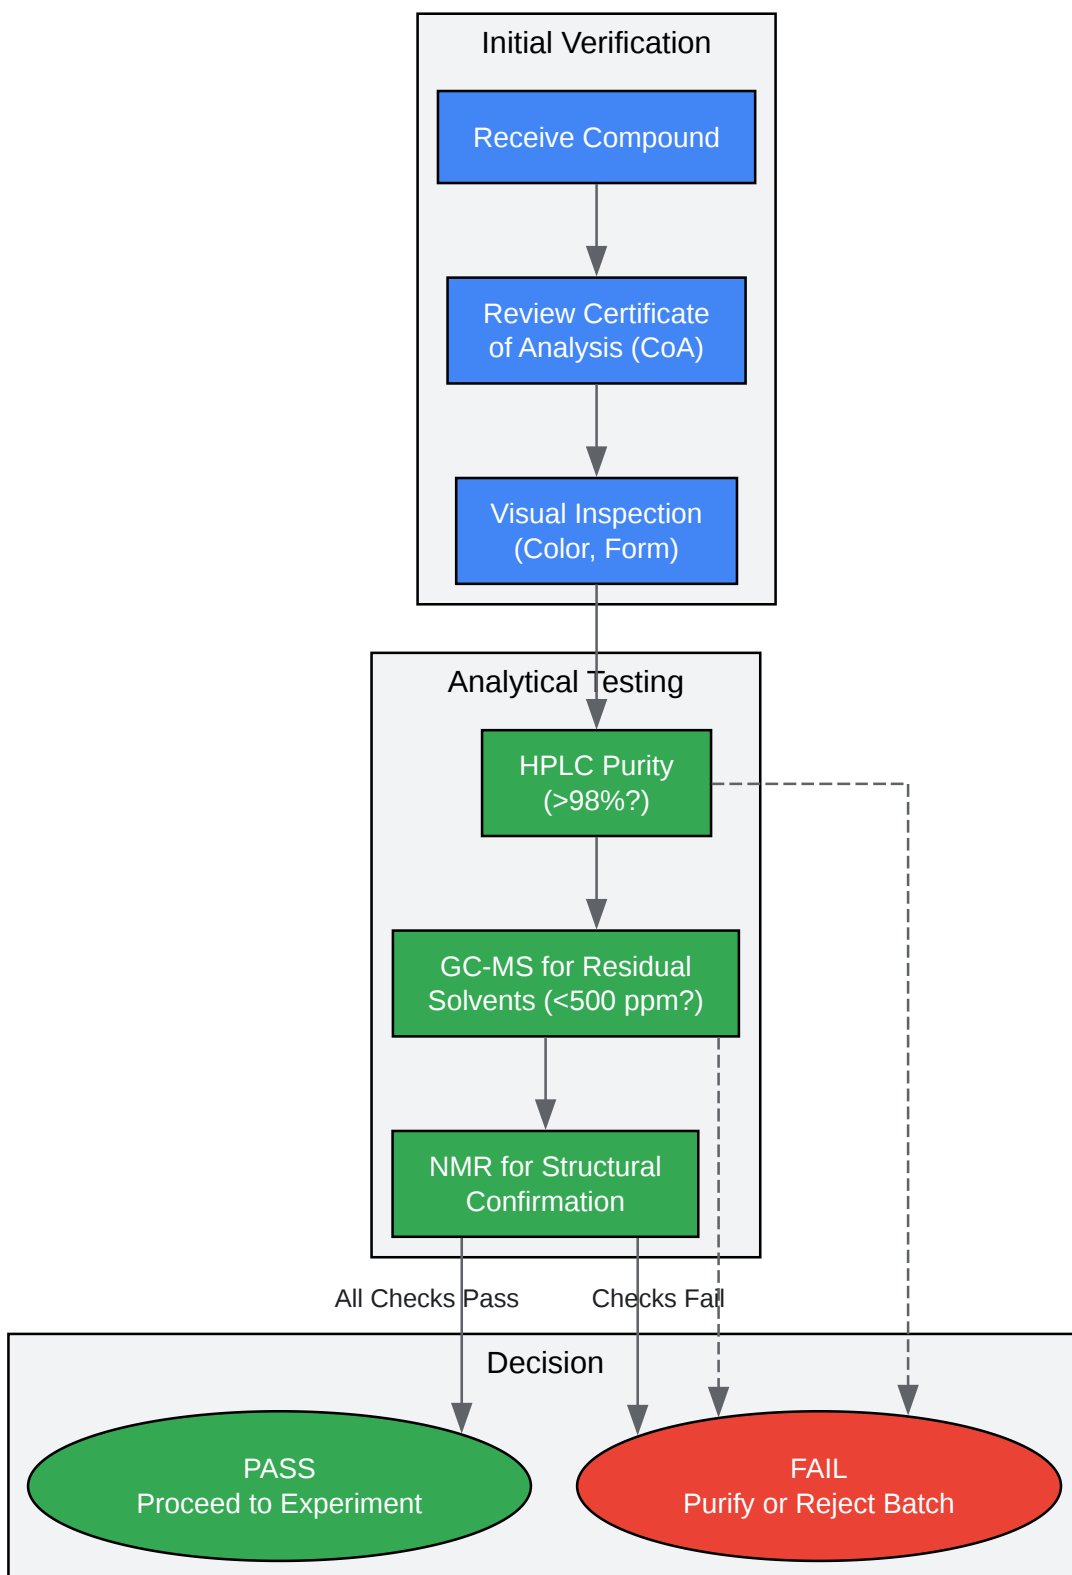 Initial Verification
Receive Compound
Review Certificate
of Analysis (CoA)
Visual Inspection
(Color, Form)
Analytical Testing
HPLC Purity
(>98%?)
GC-MS for Residual
Solvents (<500 ppm?)
NMR for Structural
Confirmation
All Checks Pass
Checks Fail
Decision
PASS
Proceed to Experiment
FAIL
Purify or Reject Batch